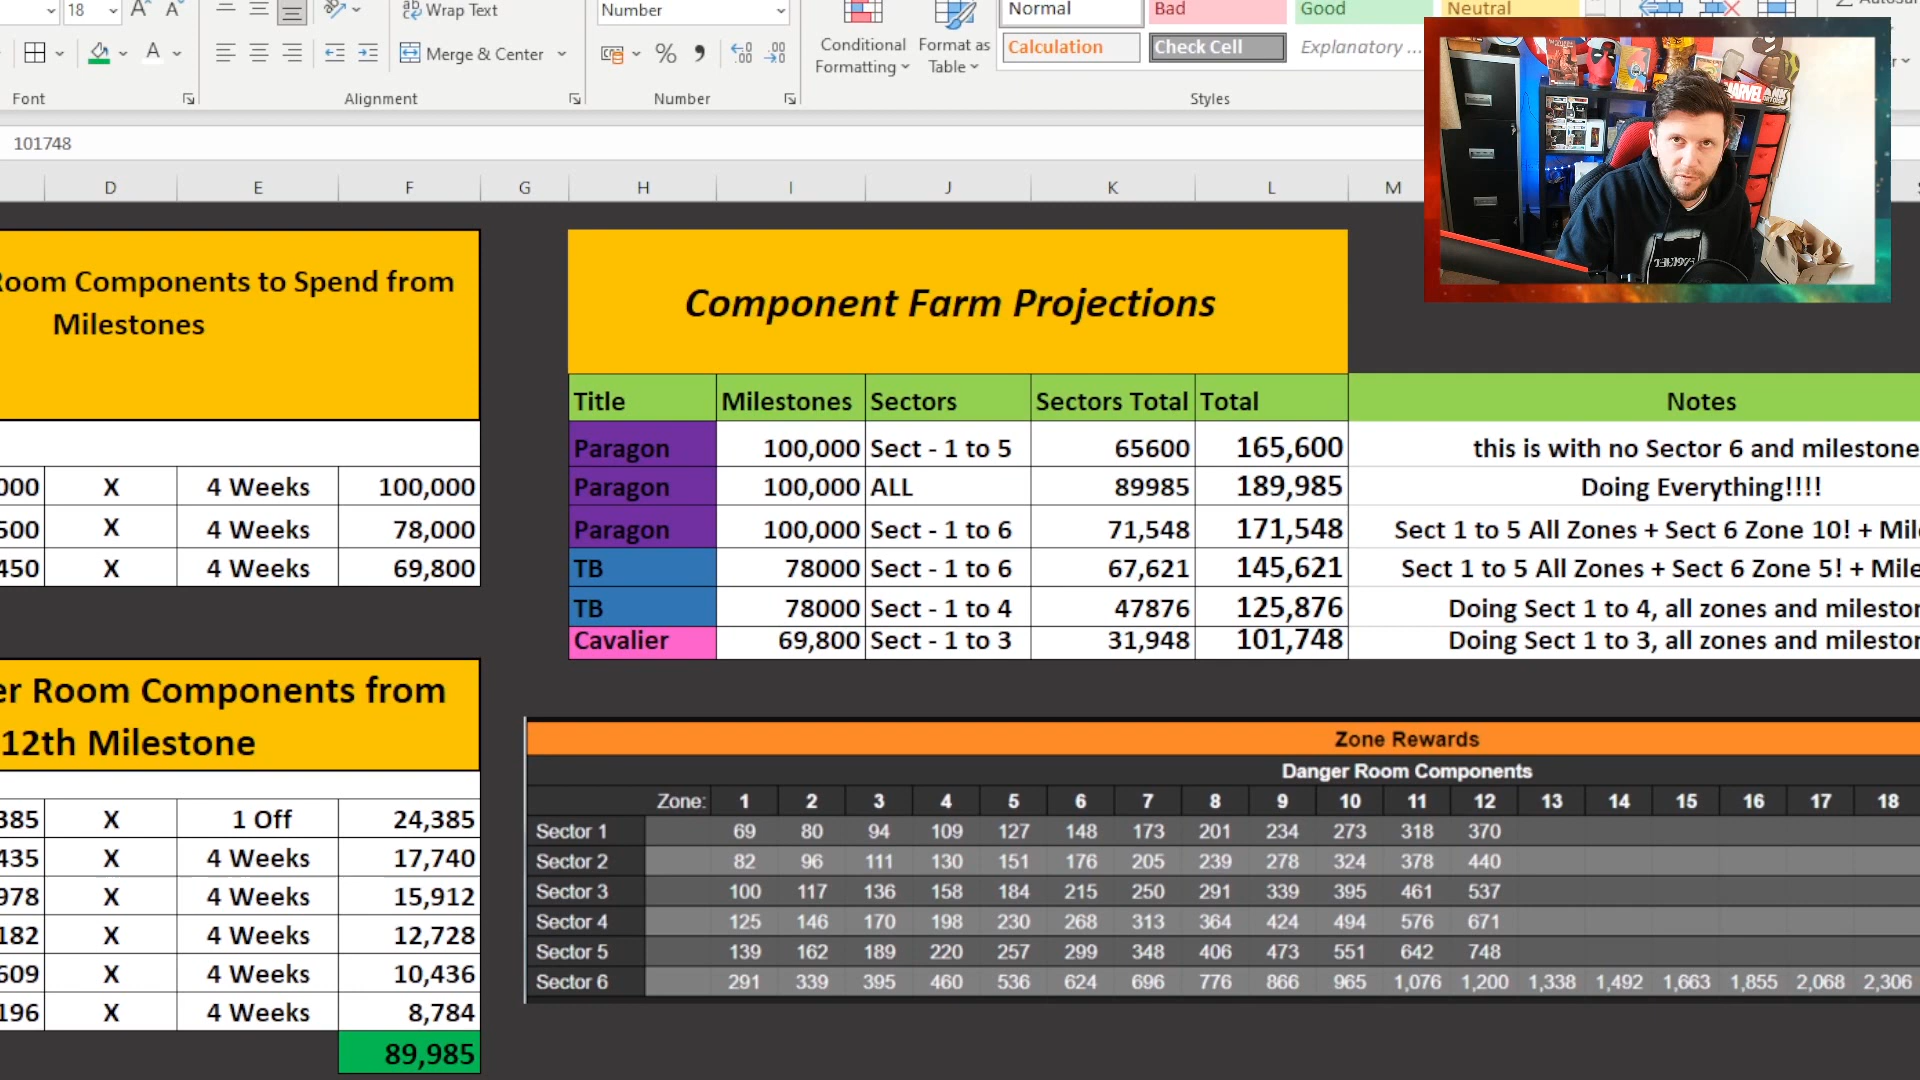 18
Wrap Text
Number
Normal
Bad
Good
Neutral
Merge & Center
%
Conditional Formatting
Format as Table
Calculation
Check Cell
Explanatory ...
Font
Alignment
Number
Styles
101748
D E F G H I J K L M
Room Components to Spend from
Milestones
000 X 4 Weeks 100,000
500 X 4 Weeks 78,000
450 X 4 Weeks 69,800
er Room Components from
12th Milestone
385 X 1 Off 24,385
435 X 4 Weeks 17,740
978 X 4 Weeks 15,912
182 X 4 Weeks 12,728
609 X 4 Weeks 10,436
196 X 4 Weeks 8,784
89,985
Component Farm Projections
Title Milestones Sectors Sectors Total Total Notes
Paragon 100,000 Sect - 1 to 5 65600 165,600 this is with no Sector 6 and milestone
Paragon 100,000 ALL 89985 189,985 Doing Everything!!!!
Paragon 100,000 Sect - 1 to 6 71,548 171,548 Sect 1 to 5 All Zones + Sect 6 Zone 10! + Mil
TB 78000 Sect - 1 to 6 67,621 145,621 Sect 1 to 5 All Zones + Sect 6 Zone 5! + Mile
TB 78000 Sect - 1 to 4 47876 125,876 Doing Sect 1 to 4, all zones and mileston
Cavalier 69,800 Sect - 1 to 3 31,948 101,748 Doing Sect 1 to 3, all zones and mileston
Zone Rewards
Danger Room Components
Zone: 1 2 3 4 5 6 7 8 9 10 11 12 13 14 15 16 17 18
Sector 1 69 80 94 109 127 148 173 201 234 273 318 370
Sector 2 82 96 111 130 151 176 205 239 278 324 378 440
Sector 3 100 117 136 158 184 215 250 291 339 395 461 537
Sector 4 125 146 170 198 230 268 313 364 424 494 576 671
Sector 5 139 162 189 220 257 299 348 406 473 551 642 748
Sector 6 291 339 395 460 536 624 696 776 866 965 1,076 1,200 1,338 1,492 1,663 1,855 2,068 2,306
MARVEL